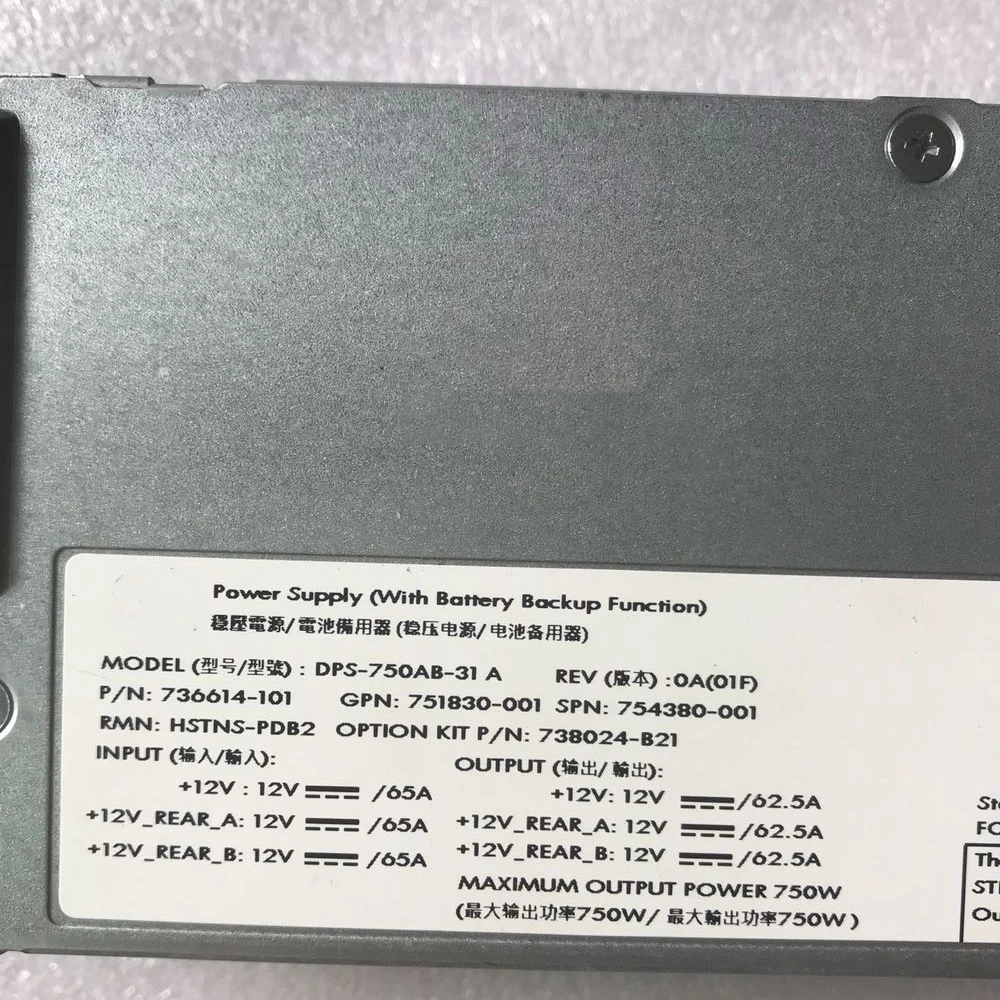 Power Supply (With Battery Backup Function)
穩壓電源/電池備用器(稳压电源/电池备用器)
MODEL (型号/型號) : DPS-750AB-31 A REV (版本) :0A(01F)
P/N: 736614-101 GPN: 751830-001 SPN: 754380-001
RMN: HSTNS-PDB2 OPTION KIT P/N: 738024-B21
INPUT (输入/輸入): OUTPUT (输出/輸出):
+12V : 12V /65A +12V: 12V /62.5A
+12V_REAR_A: 12V /65A +12V_REAR_A: 12V /62.5A
+12V_REAR_B: 12V /65A +12V_REAR_B: 12V /62.5A
MAXIMUM OUTPUT POWER 750W
(最大输出功率750W/ 最大輸出功率750W)
FC
Th
Ou